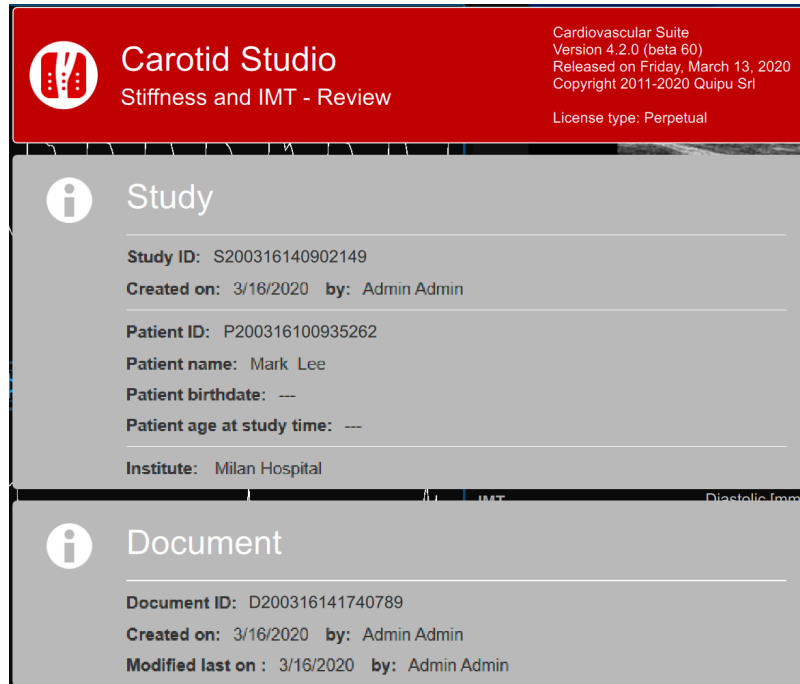 Carotid Studio
Stiffness and IMT - Review
Cardiovascular Suite
Version 4.2.0 (beta 60)
Released on Friday, March 13, 2020
Copyright 2011-2020 Quipu Srl
License type: Perpetual
Study
Study ID: S200316140902149
Created on: 3/16/2020 by: Admin Admin
Patient ID: P200316100935262
Patient name: Mark Lee
Patient birthdate: ---
Patient age at study time: ---
Institute: Milan Hospital
IMT Diastolic [mm
Document
Document ID: D200316141740789
Created on: 3/16/2020 by: Admin Admin
Modified last on : 3/16/2020 by: Admin Admin